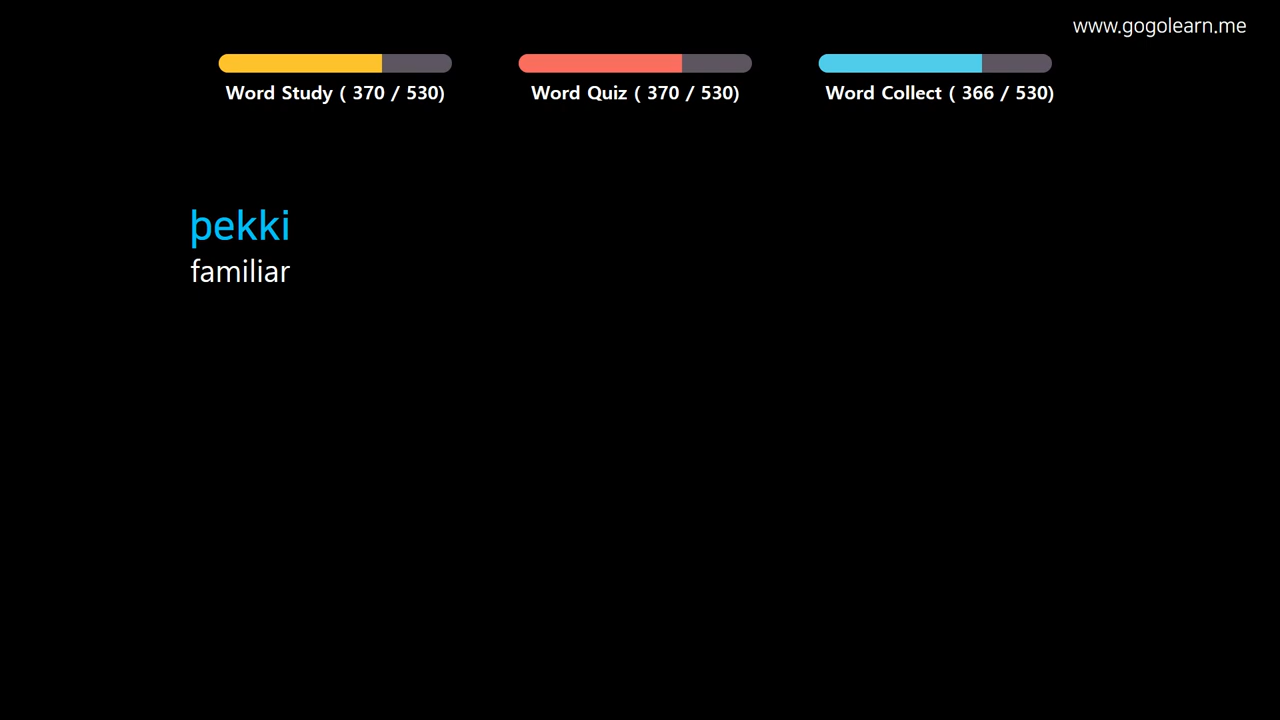 www.gogolearn.me
Word Study ( 370 / 530)
Word Quiz ( 370 / 530)
Word Collect ( 366 / 530)
þekki
familiar